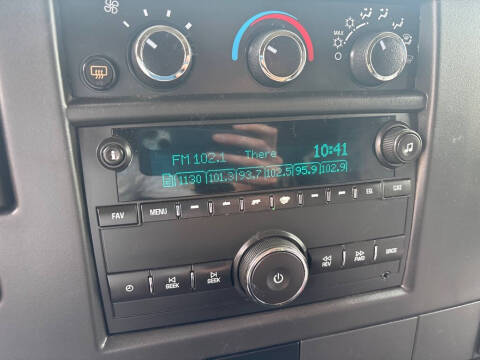 MAX
FM 102.1 There 10:41
1130 101.3 93.7 102.5 95.9 102.9
FAV MENU
SEEK SEEK REV FWD